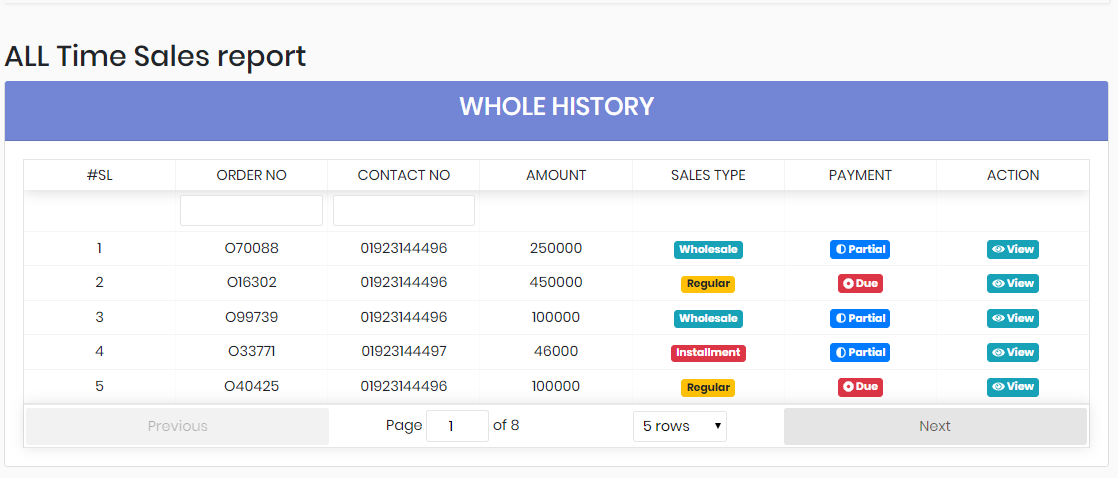 ALL Time Sales report
WHOLE HISTORY
#SL ORDER NO CONTACT NO AMOUNT SALES TYPE PAYMENT ACTION
1 O70088 01923144496 250000 Wholesale Partial View
2 O16302 01923144496 450000 Regular Due View
3 O99739 01923144496 100000 Wholesale Partial View
4 O33771 01923144497 46000 Installment Partial View
5 O40425 01923144496 100000 Regular Due View
Previous Page 1 of 8 5 rows Next